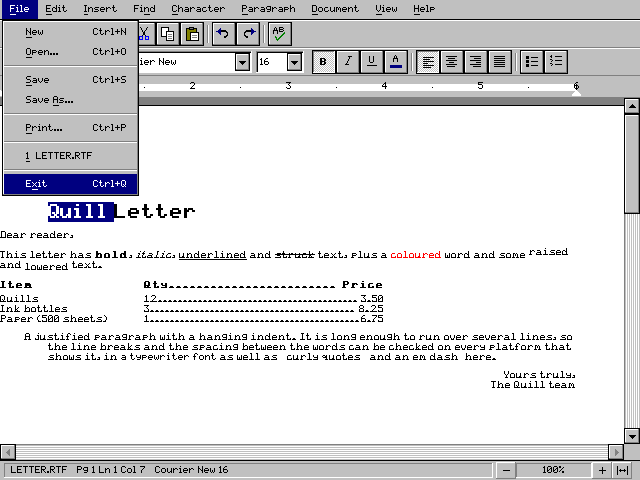 File Edit Insert Find Character Paragraph Document View Help
New Ctrl+N
Open... Ctrl+O
Save Ctrl+S
Save As...
Print... Ctrl+P
1 LETTER.RTF
Exit Ctrl+Q
ier New 16 B I U A
2 3 4 5 6
Quill Letter
Dear reader,
This letter has bold, italic, underlined and struck text, plus a coloured word and some raised
and lowered text.
Item Qty........................... Price
Quills 12............................................. 3.50
Ink bottles 3............................................. 8.25
Paper (500 sheets) 1............................................. 6.75
A justified paragraph with a hanging indent. It is long enough to run over several lines, so
the line breaks and the spacing between the words can be checked on every platform that
shows it, in a typewriter font as well as curly quotes and an em dash here.
Yours truly,
The Quill team
LETTER.RTF Pg 1 Ln 1 Col 7 Courier New 16 − 100% +